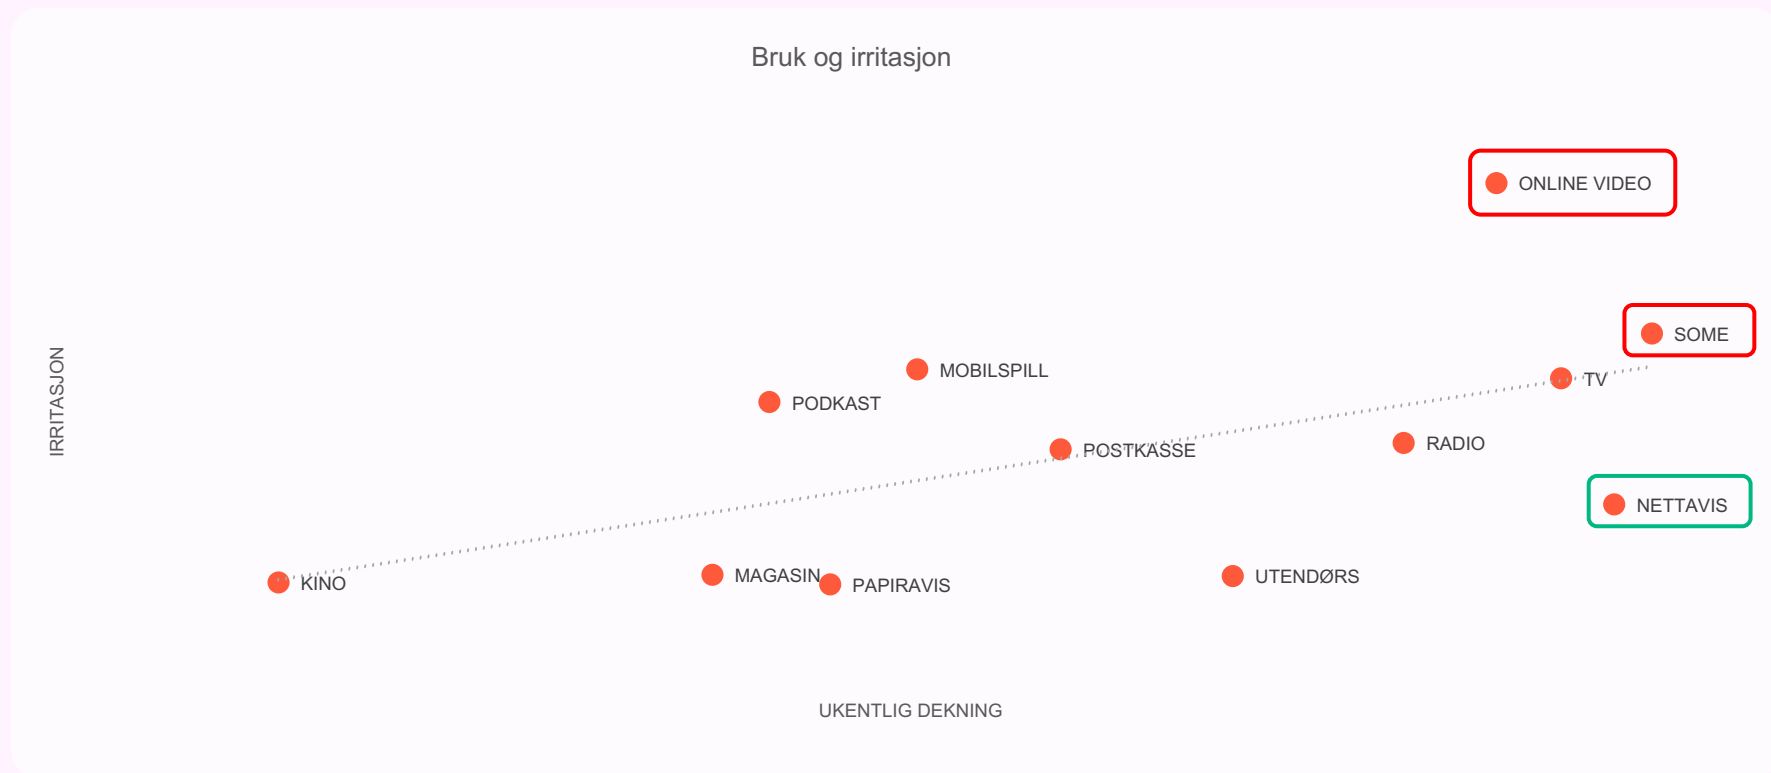 Bruk og irritasjon
ONLINE VIDEO
SOME
MOBILSPILL
TV
PODKAST
IRRITASJON
RADIO
POSTKASSE
NETTAVIS
MAGASIN
UTENDØRS
KINO
PAPIRAVIS
UKENTLIG DEKNING